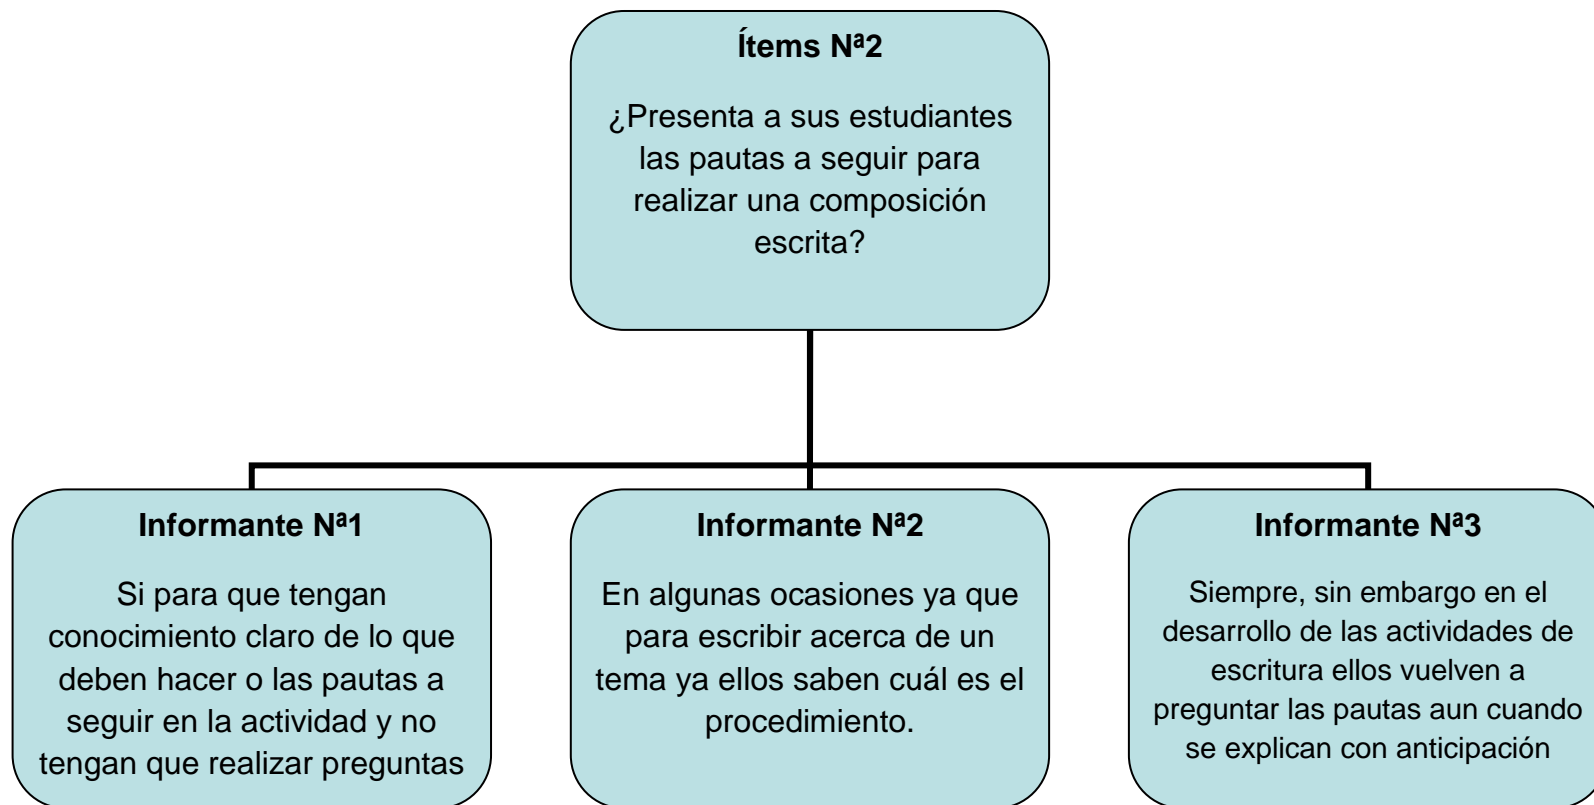 Ítems Nª2
¿Presenta a sus estudiantes
las pautas a seguir para
realizar una composición
escrita?
Informante Nª1
Si para que tengan
conocimiento claro de lo que
deben hacer o las pautas a
seguir en la actividad y no
tengan que realizar preguntas
Informante Nª2
En algunas ocasiones ya que
para escribir acerca de un
tema ya ellos saben cuál es el
procedimiento.
Informante Nª3
Siempre, sin embargo en el
desarrollo de las actividades de
escritura ellos vuelven a
preguntar las pautas aun cuando
se explican con anticipación